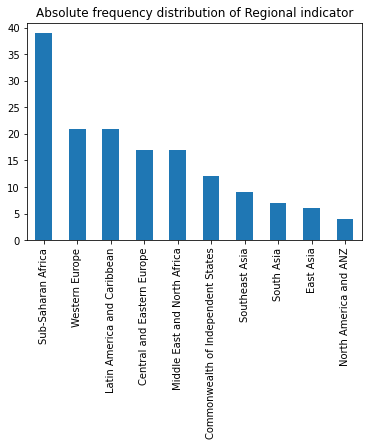 Absolute frequency distribution of Regional indicator
40
35
30
25
20
15
10
5
0
Sub-Saharan Africa
Western Europe
Latin America and Caribbean
Central and Eastern Europe
Middle East and North Africa
Commonwealth of Independent States
Southeast Asia
South Asia
East Asia
North America and ANZ